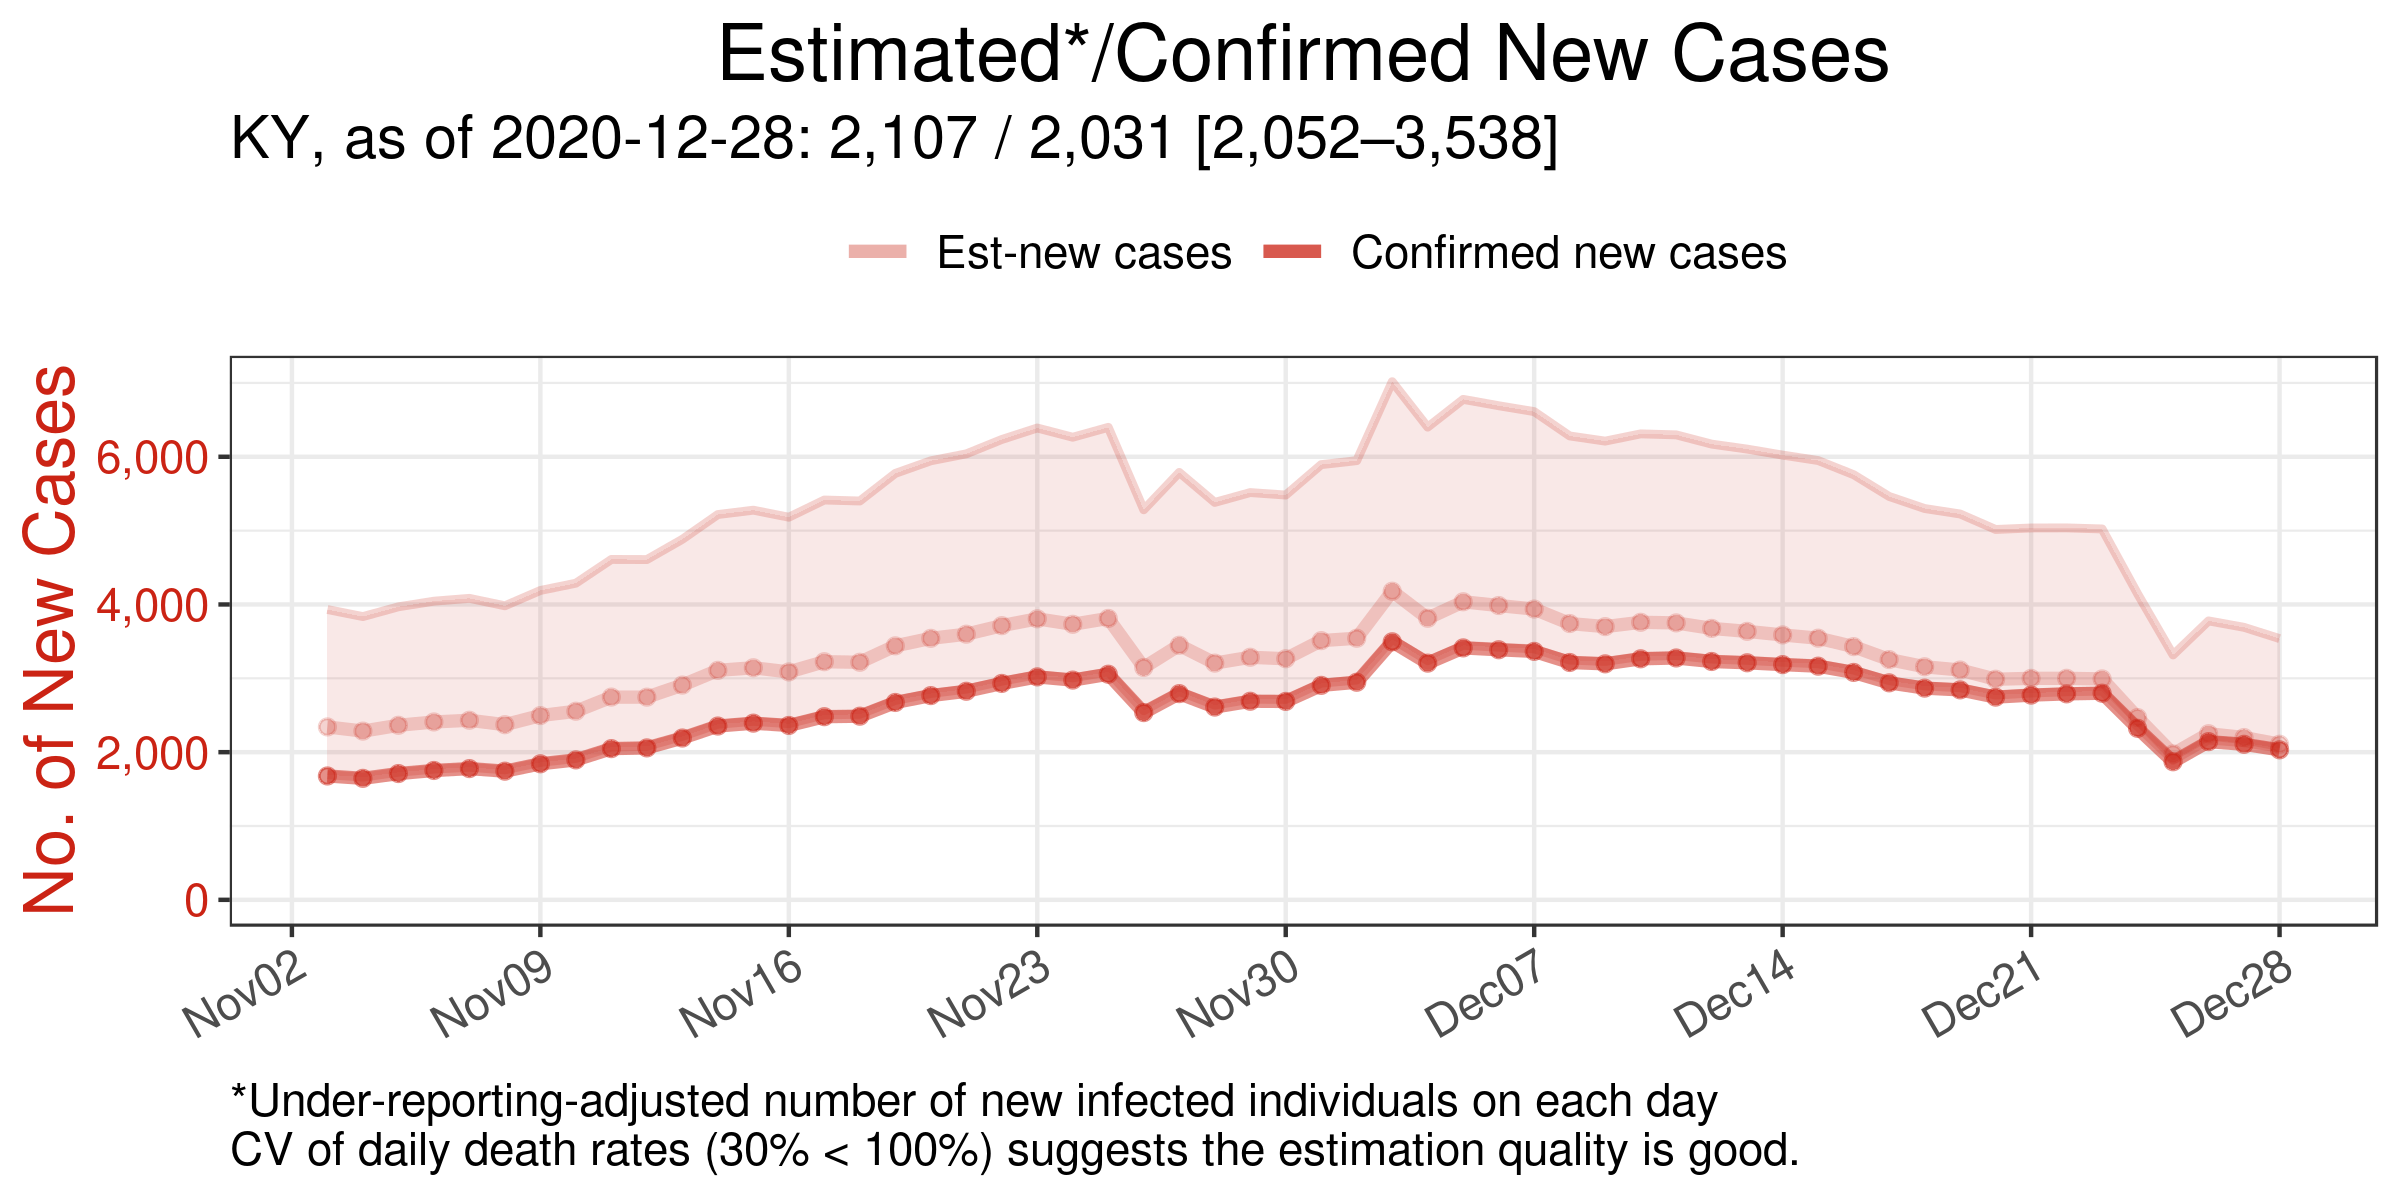 Estimated*/Confirmed New Cases
KY, as of 2020-12-28: 2,107 / 2,031 [2,052–3,538]
Est-new cases
Confirmed new cases
No. of New Cases
6,000
4,000
2,000
0
Nov02
Nov09
Nov16
Nov23
Nov30
Dec07
Dec14
Dec21
Dec28
*Under-reporting-adjusted number of new infected individuals on each day
CV of daily death rates (30% < 100%) suggests the estimation quality is good.